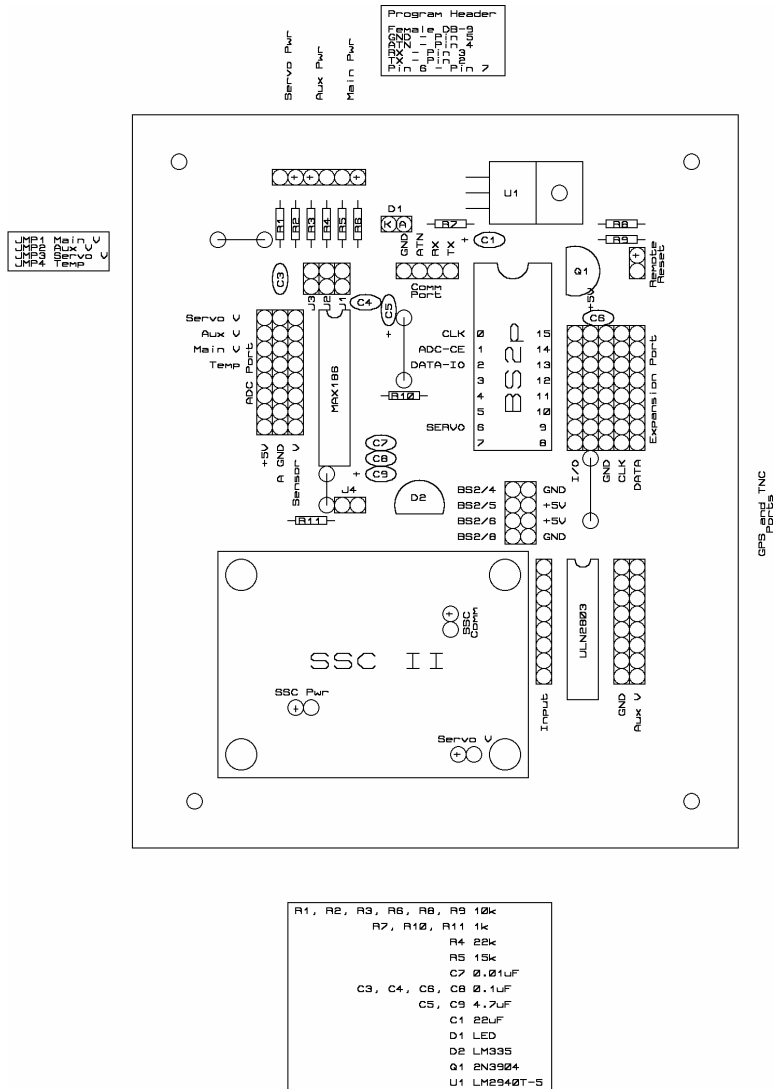 Program Header
Female DB-9
GND - Pin 5
ATN - Pin 4
RX - Pin 3
TX - Pin 2
Pin 6 - Pin 7
Servo Pwr
Aux Pwr
Main Pwr
JMP1 Main V
JMP2 Aux V
JMP3 Servo V
JMP4 Temp
+ + +
R1
R2
R3
R4
R5
R6
D1
K A
GND
ATN
RX
TX
Comm
Port
R7
+ C1
U1
R8
R9
+
Remote
Reset
Q1
+5V
C6
C3
J3
J2
J1
C4
C5
+
Servo V
Aux V
Main V
Temp
ADC Port
+5V
A GND
Sensor V
MAX186
R10
CLK 0 15
ADC-CE 1 14
DATA-IO 2 13
3 12
4 11
5 10
SERVO 6 9
7 8
BS2p
Expansion Port
I/O
GND
CLK
DATA
C7
C8
+ C9
J4
R11
D2
BS2/4 GND
BS2/5 +5V
BS2/6 +5V
BS2/8 GND
GPS and TNC
Ports
+
SSC
Comm
SSC II
SSC Pwr
+
Servo V
+
Input
ULN2803
GND
Aux V
R1, R2, R3, R6, R8, R9 10k
R7, R10, R11 1k
R4 22k
R5 15k
C7 0.01uF
C3, C4, C6, C8 0.1uF
C5, C9 4.7uF
C1 22uF
D1 LED
D2 LM335
Q1 2N3904
U1 LM2940T-5